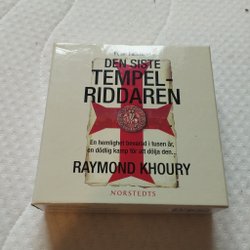 DEN SISTE
TEMPEL-
RIDDAREN
En hemlighet bevarad i tusen år,
en dödlig kamp för att dölja den...
RAYMOND KHOURY
NORSTEDTS